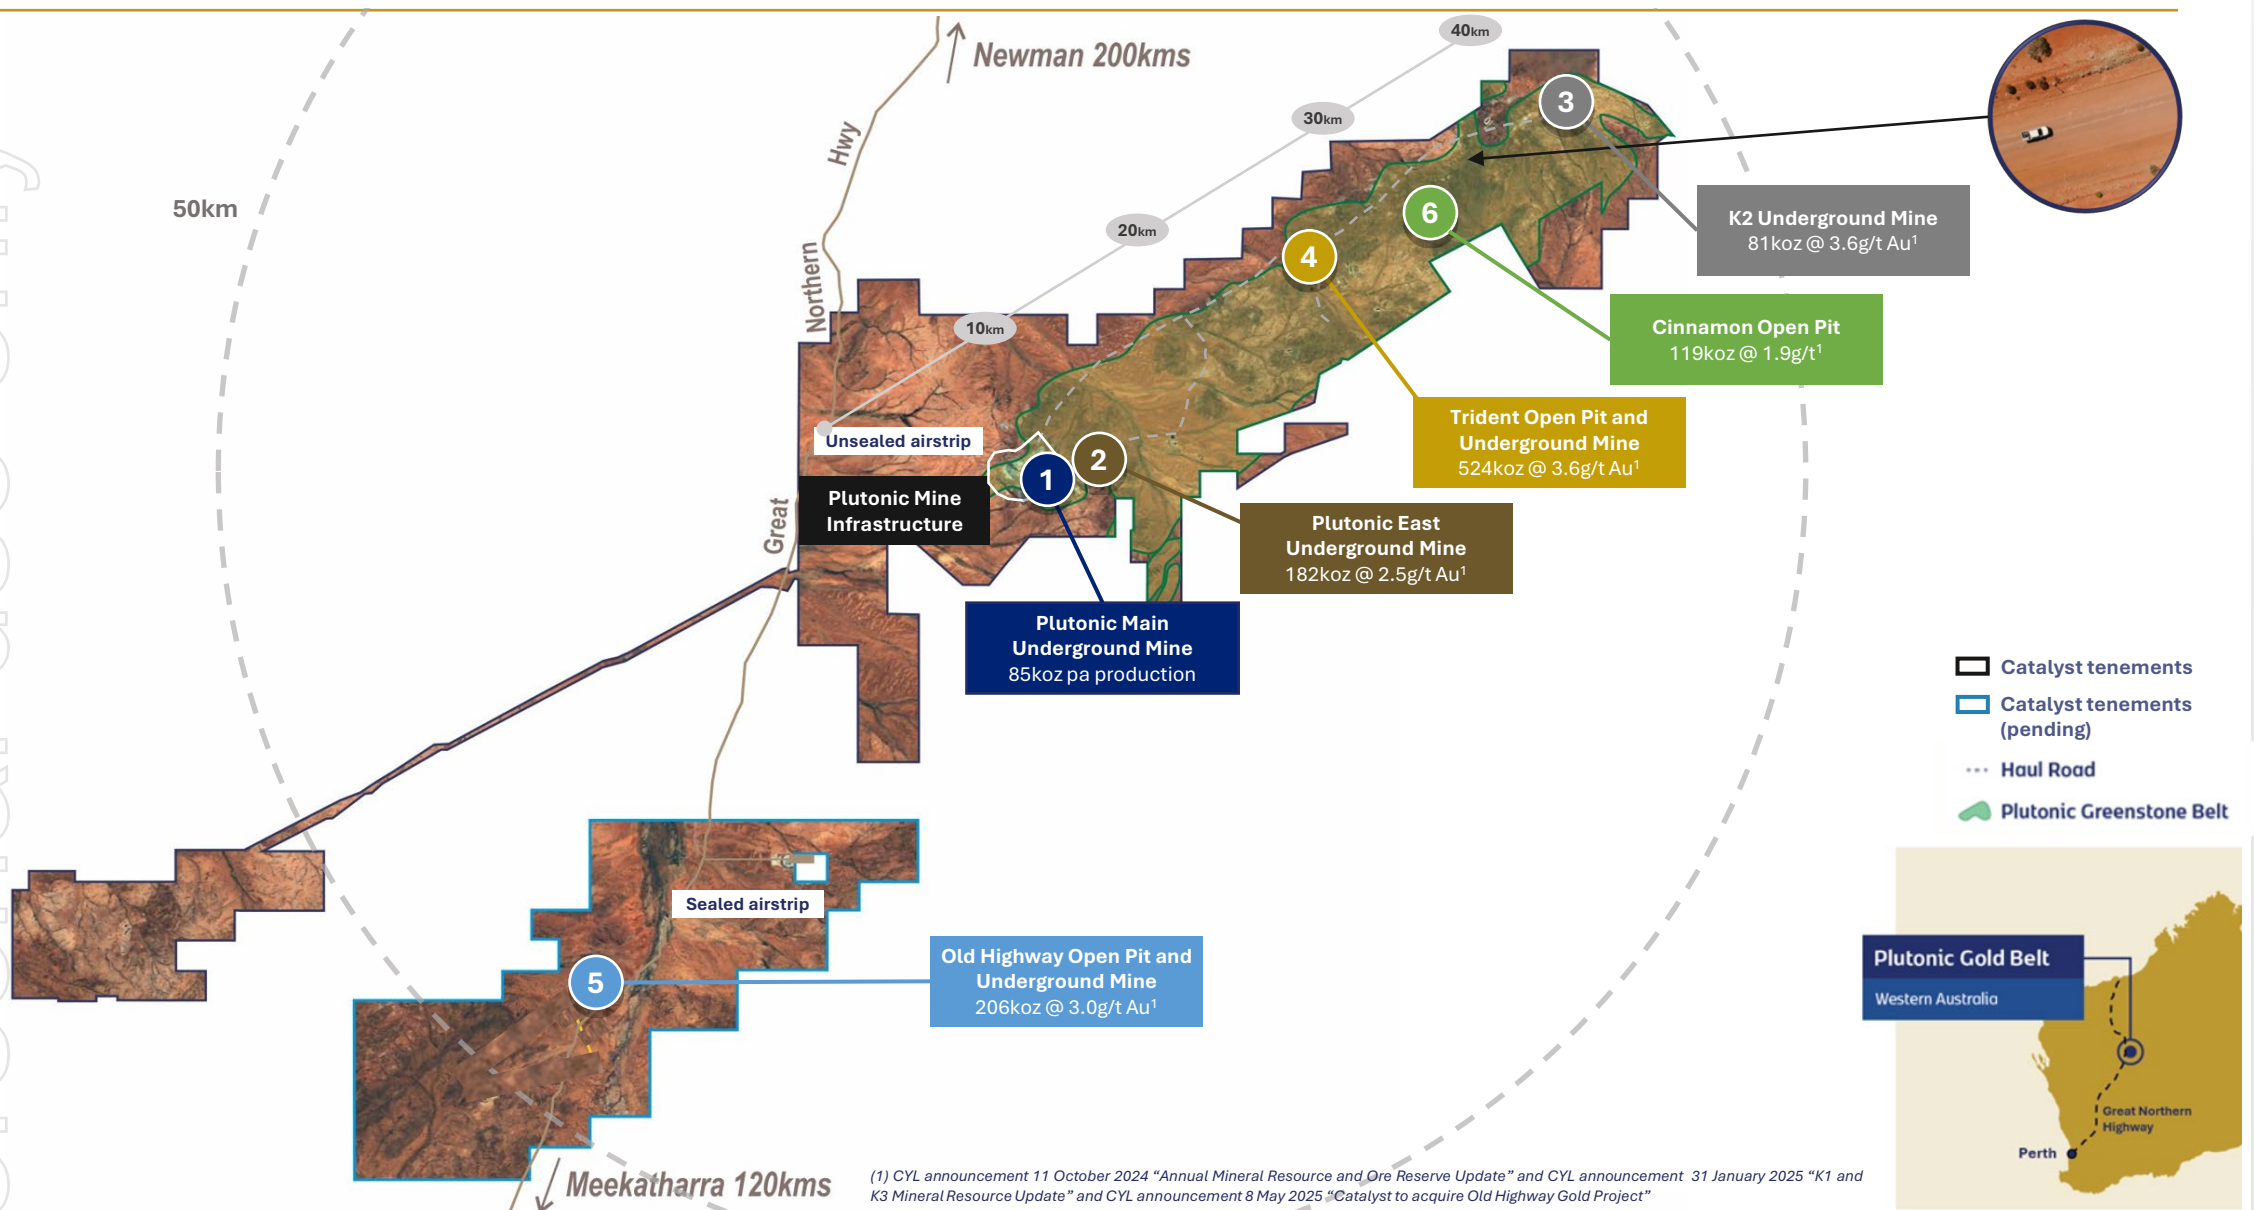 Newman 200kms
40km
30km
20km
10km
50km
Hwy
Northern
Great
3
6
4
2
1
5
K2 Underground Mine
81koz @ 3.6g/t Au¹
Cinnamon Open Pit
119koz @ 1.9g/t¹
Trident Open Pit and
Underground Mine
524koz @ 3.6g/t Au¹
Unsealed airstrip
Plutonic Mine
Infrastructure
Plutonic East
Underground Mine
182koz @ 2.5g/t Au¹
Plutonic Main
Underground Mine
85koz pa production
Catalyst tenements
Catalyst tenements
(pending)
Haul Road
Plutonic Greenstone Belt
Sealed airstrip
Old Highway Open Pit and
Underground Mine
206koz @ 3.0g/t Au¹
Plutonic Gold Belt
Western Australia
Great Northern
Highway
Perth
Meekatharra 120kms
(1) CYL announcement 11 October 2024 “Annual Mineral Resource and Ore Reserve Update” and CYL announcement 31 January 2025 “K1 and
K3 Mineral Resource Update” and CYL announcement 8 May 2025 “Catalyst to acquire Old Highway Gold Project”